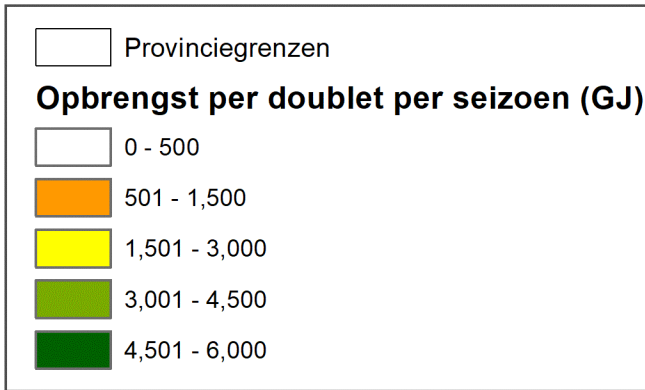 Provinciegrenzen
Opbrengst per doublet per seizoen (GJ)
0 - 500
501 - 1,500
1,501 - 3,000
3,001 - 4,500
4,501 - 6,000